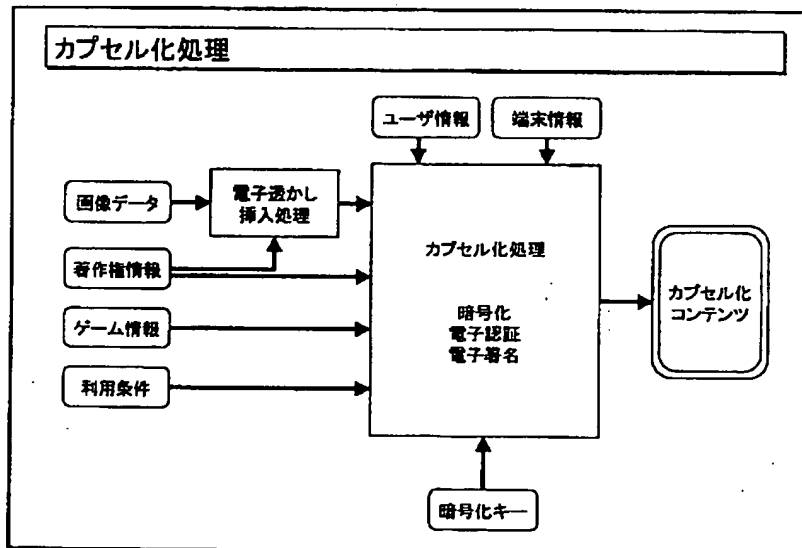 カプセル化処理
ユーザ情報
端末情報
画像データ
電子透かし
挿入処理
著作権情報
ゲーム情報
利用条件
カプセル化処理
暗号化
電子認証
電子署名
カプセル化
コンテンツ
暗号化キー